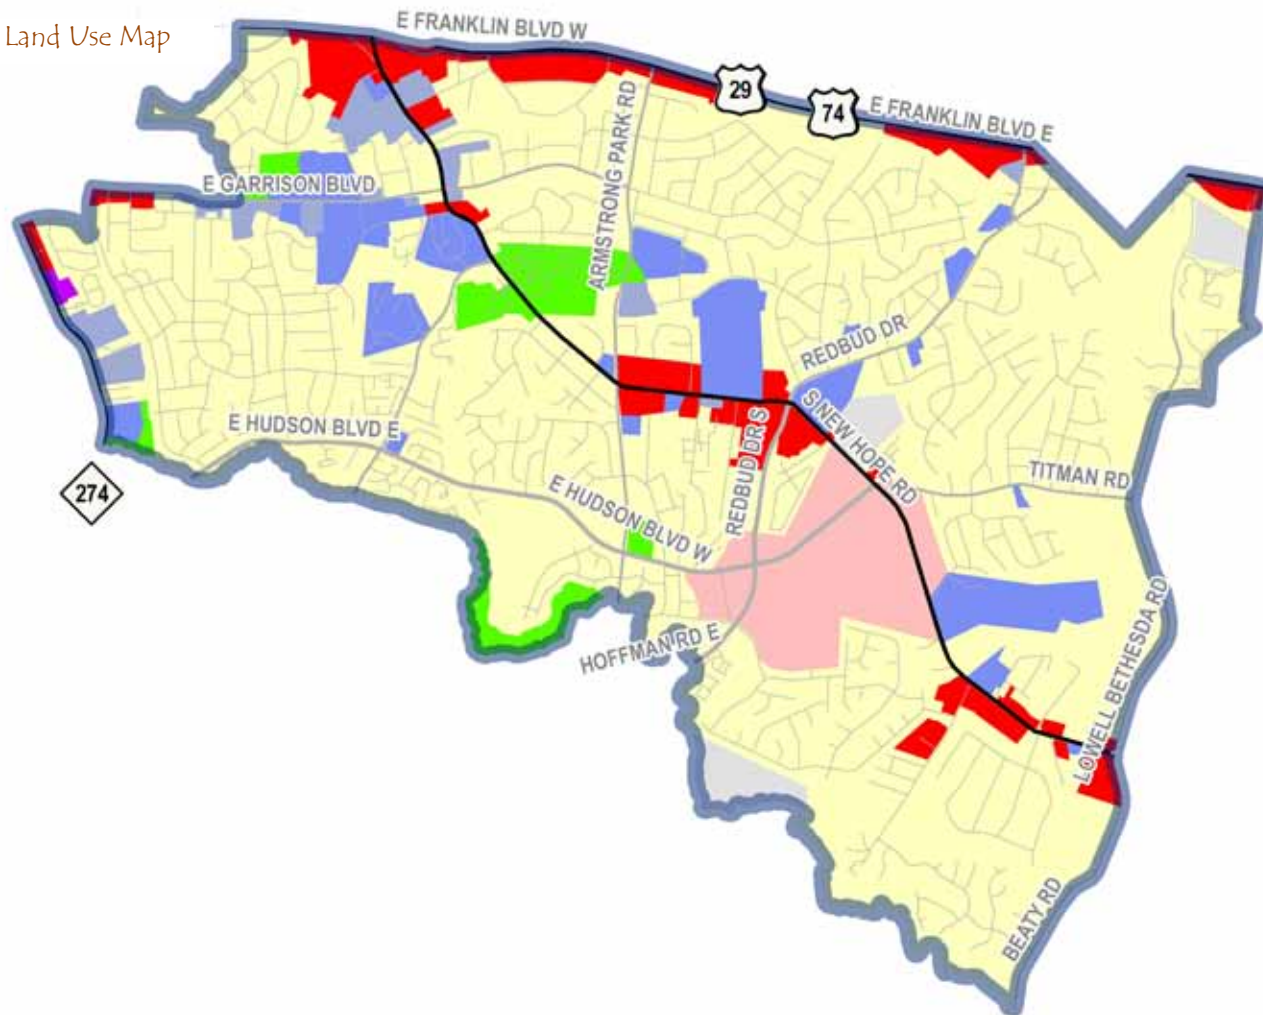 Land Use Map
E FRANKLIN BLVD W
29
74
E FRANKLIN BLVD E
ARMSTRONG PARK RD
E GARRISON BLVD
REDBUD DR
S NEW HOPE RD
REDBUD DR S
E HUDSON BLVD E
274
E HUDSON BLVD W
TITMAN RD
HOFFMAN RD E
LOWELL BETHESDA RD
BEATY RD